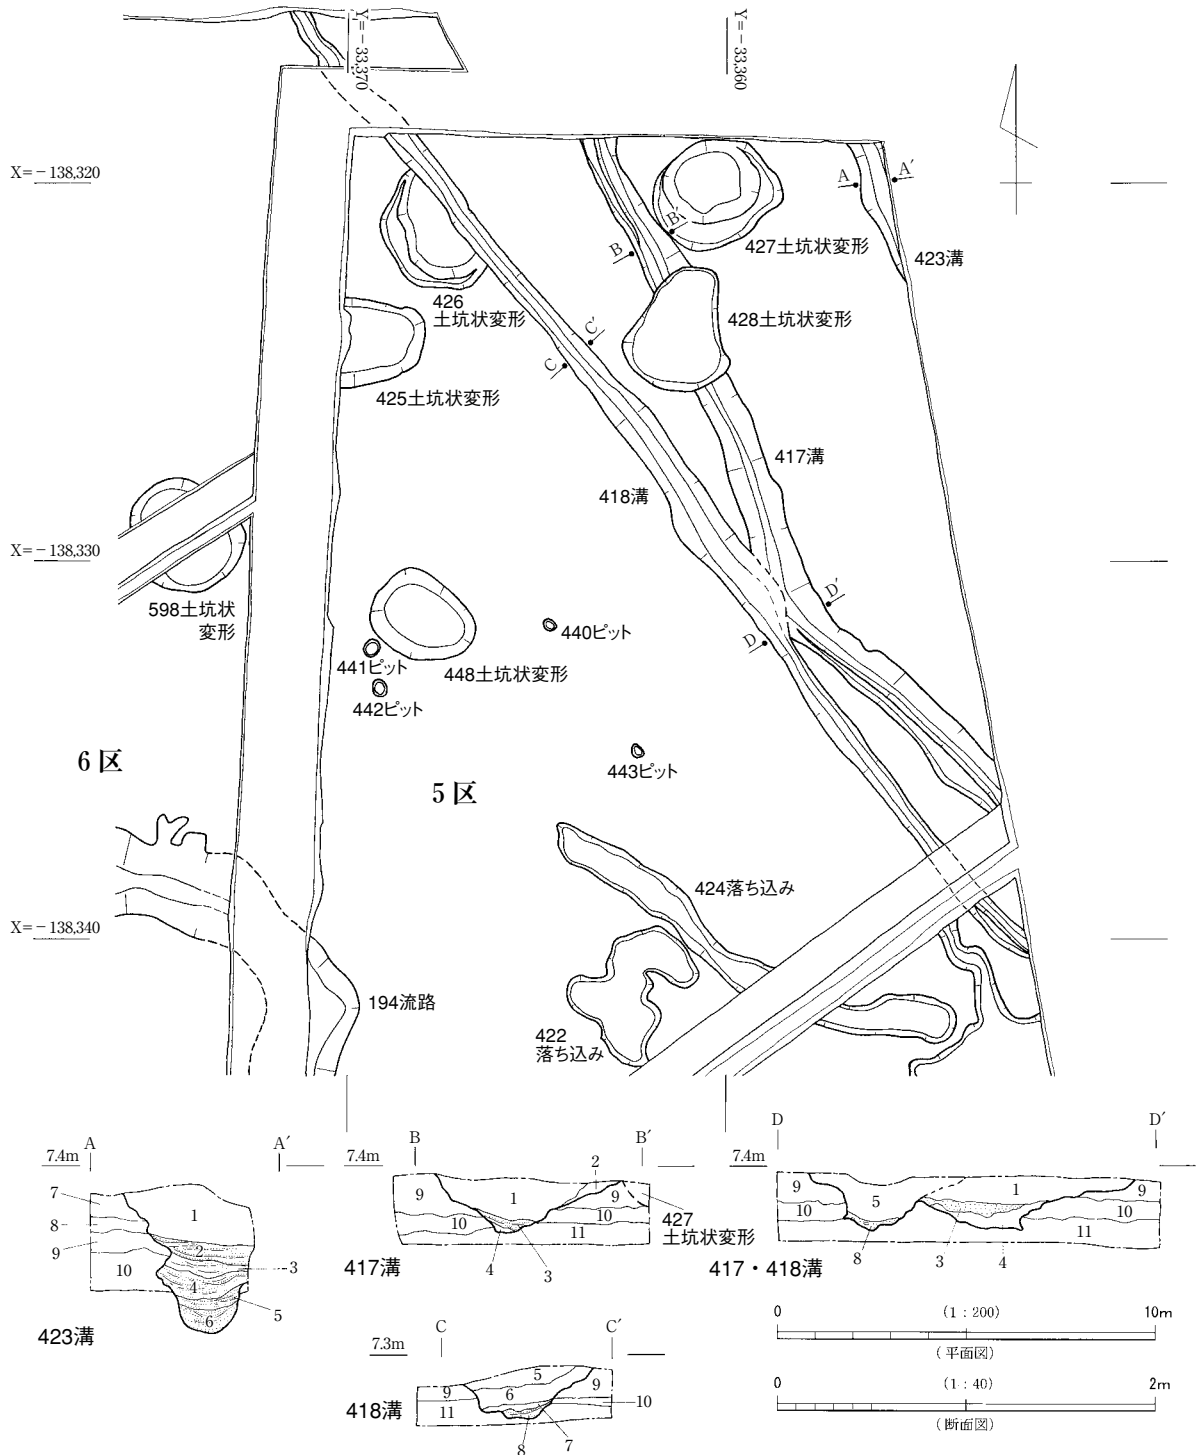 Y=－33,370
Y=－33,360
X=－138,320
A
A′
B′
B
427土坑状変形
423溝
426
土坑状変形
428土坑状変形
C′
C
425土坑状変形
417溝
418溝
X=－138,330
598土坑状
変形
D′
D
440ピット
441ピット
448土坑状変形
442ピット
6区
443ピット
5区
424落ち込み
X=－138,340
194流路
422
落ち込み
A
A′
7.4m
7
8
9
10
1
2
3
4
5
6
423溝
B
B′
7.4m
2
9
1
9
10
10
11
4
3
427
土坑状変形
417溝
D
D′
7.4m
9
5
1
9
10
10
11
8
3
4
417・418溝
C
C′
7.3m
5
9
6
9
10
11
8
7
418溝
0
(1：200)
10m
(平面図)
0
(1：40)
2m
(断面図)